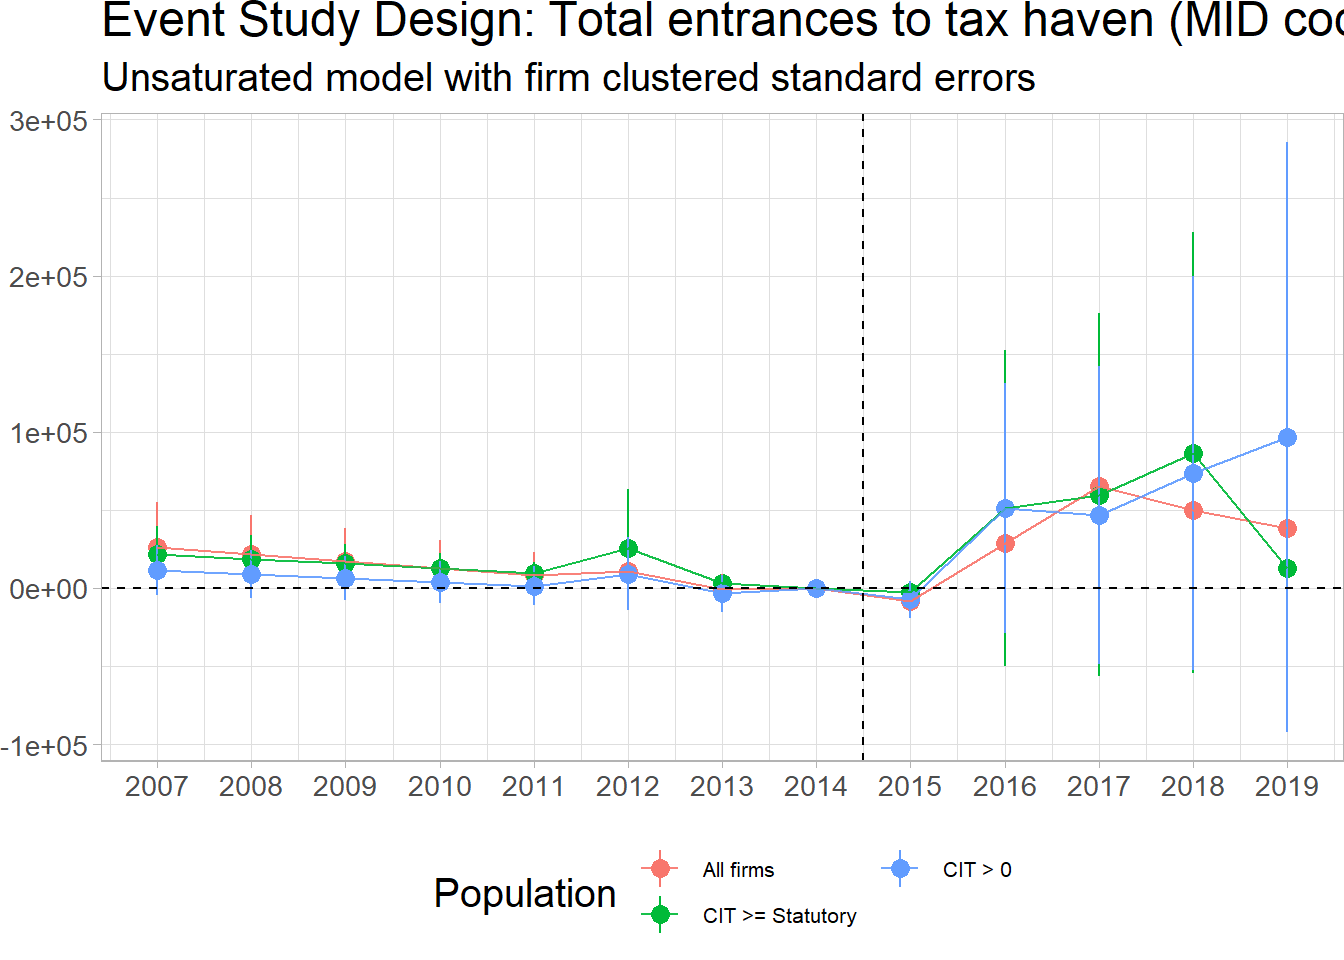 Event Study Design: Total entrances to tax haven (MID
Unsaturated model with firm clustered standard errors
3e+05
2e+05
1e+05
0e+00
-1e+05
2007 2008 2009 2010 2011 2012 2013 2014 2015 2016 2017 2018 2019
Population
All firms
CIT > 0
CIT >= Statutory